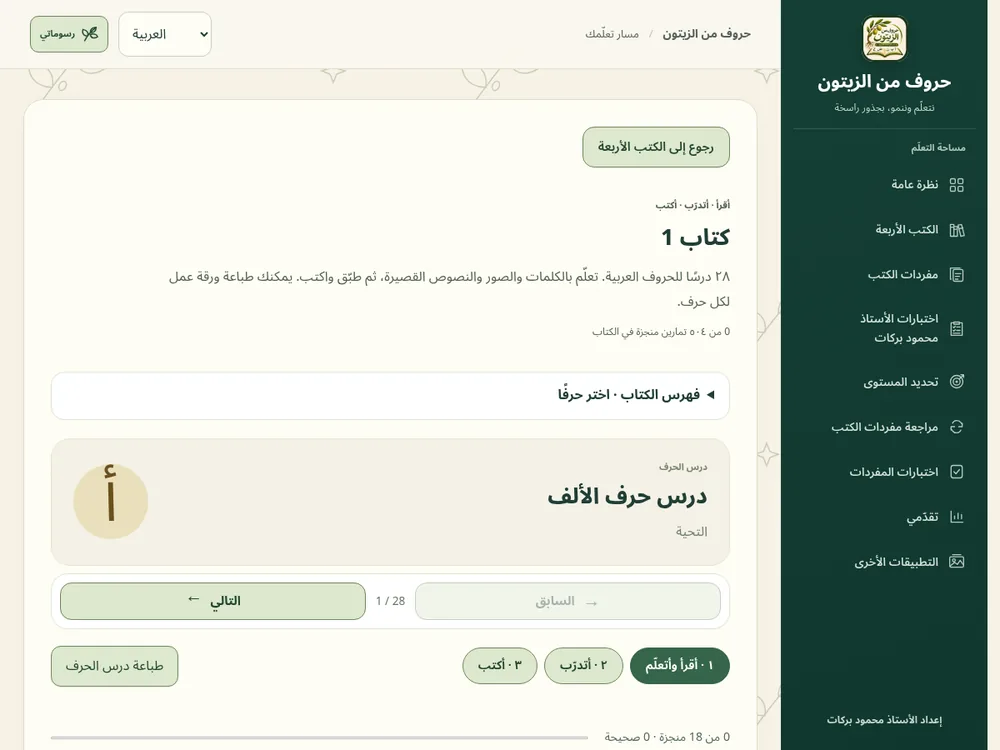 حروف من الزيتون
نتعلّم وننمو، بجذور راسخة
مساحة التعلّم
نظرة عامة
الكتب الأربعة
مفردات الكتب
اختبارات الأستاذ
محمود بركات
تحديد المستوى
مراجعة مفردات الكتب
اختبارات المفردات
تقدّمي
التطبيقات الأخرى
إعداد الأستاذ محمود بركات
حروف من الزيتون / مسار تعلّمك
العربية
رسوماتي
رجوع إلى الكتب الأربعة
أقرأ · أتدرّب · أكتب
كتاب 1
٢٨ درسًا للحروف العربية. تعلّم بالكلمات والصور والنصوص القصيرة، ثم طبّق واكتب. يمكنك طباعة ورقة عمل
لكل حرف.
0 من ٥٠٤ تمارين منجزة في الكتاب
فهرس الكتاب · اختر حرفًا
درس الحرف
درس حرف الألف
التحية
أ
→ السابق
1 / 28
التالي ←
١ · أقرأ وأتعلّم
٢ · أتدرّب
٣ · أكتب
طباعة درس الحرف
0 من 18 منجزة · 0 صحيحة